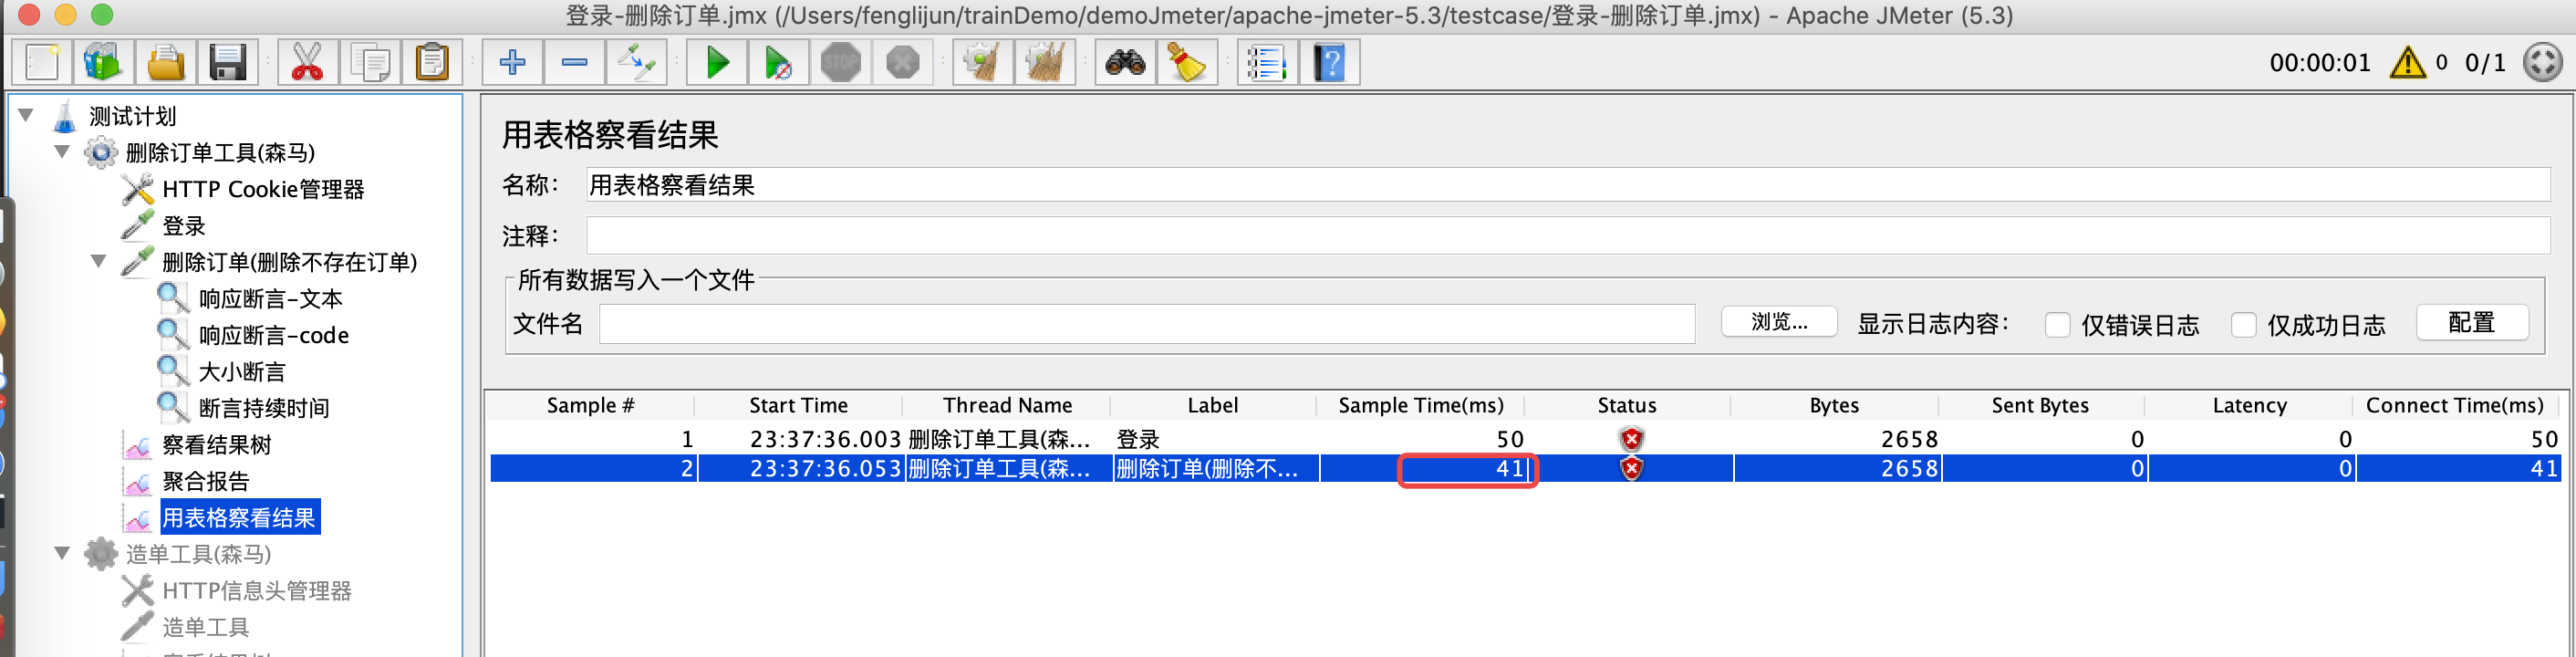 登录-删除订单.jmx (/Users/fenglijun/trainDemo/demoJmeter/apache-jmeter-5.3/testcase/登录-删除订单.jmx) - Apache JMeter (5.3)
STOP
00:00:01 0 0/1
测试计划
删除订单工具(森马)
HTTP Cookie管理器
登录
删除订单(删除不存在订单)
响应断言-文本
响应断言-code
大小断言
断言持续时间
察看结果树
聚合报告
用表格察看结果
造单工具(森马)
HTTP信息头管理器
造单工具
用表格察看结果
名称： 用表格察看结果
注释：
所有数据写入一个文件
文件名 浏览... 显示日志内容： 仅错误日志 仅成功日志 配置
Sample # Start Time Thread Name Label Sample Time(ms) Status Bytes Sent Bytes Latency Connect Time(ms)
1 23:37:36.003 删除订单工具(森... 登录 50 2658 0 0 50
2 23:37:36.053 删除订单工具(森... 删除订单(删除不... 41 2658 0 0 41